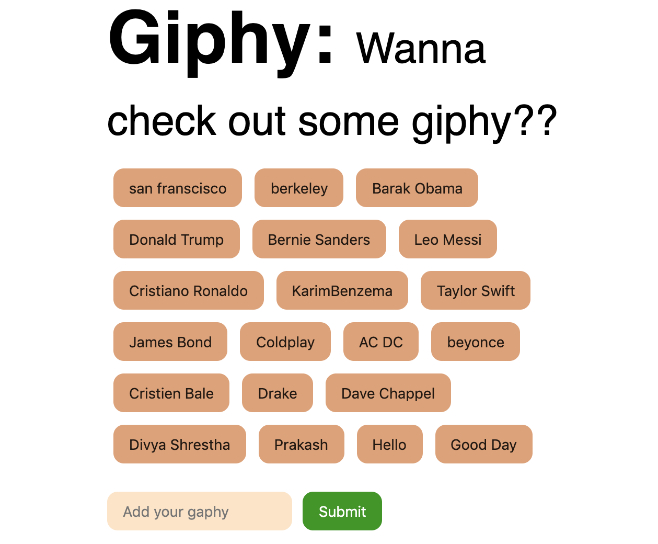 Giphy: Wanna
check out some giphy??
san franscisco berkeley Barak Obama
Donald Trump Bernie Sanders Leo Messi
Cristiano Ronaldo KarimBenzema Taylor Swift
James Bond Coldplay AC DC beyonce
Cristien Bale Drake Dave Chappel
Divya Shrestha Prakash Hello Good Day
Add your gaphy Submit